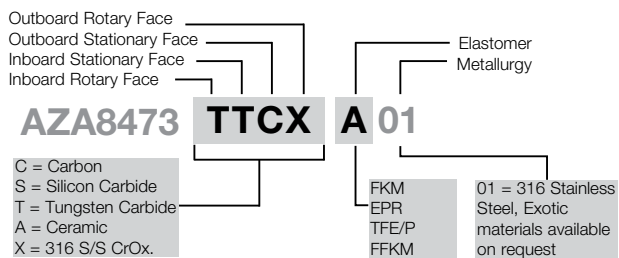 Outboard Rotary Face
Outboard Stationary Face
Inboard Stationary Face
Inboard Rotary Face
Elastomer
Metallurgy
AZA8473 TTCX A 01
C = Carbon
S = Silicon Carbide
T = Tungsten Carbide
A = Ceramic
X = 316 S/S CrOx.
FKM
EPR
TFE/P
FFKM
01 = 316 Stainless
Steel, Exotic
materials available
on request